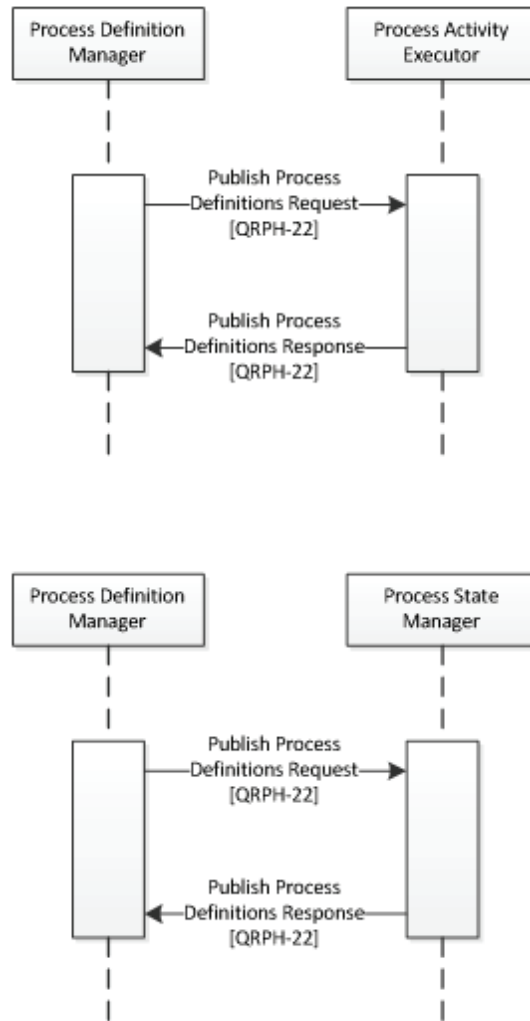 Process Definition
Manager
Process Activity
Executor
Publish Process
Definitions Request
[QRPH-22]
Publish Process
Definitions Response
[QRPH-22]
Process Definition
Manager
Process State
Manager
Publish Process
Definitions Request
[QRPH-22]
Publish Process
Definitions Response
[QRPH-22]